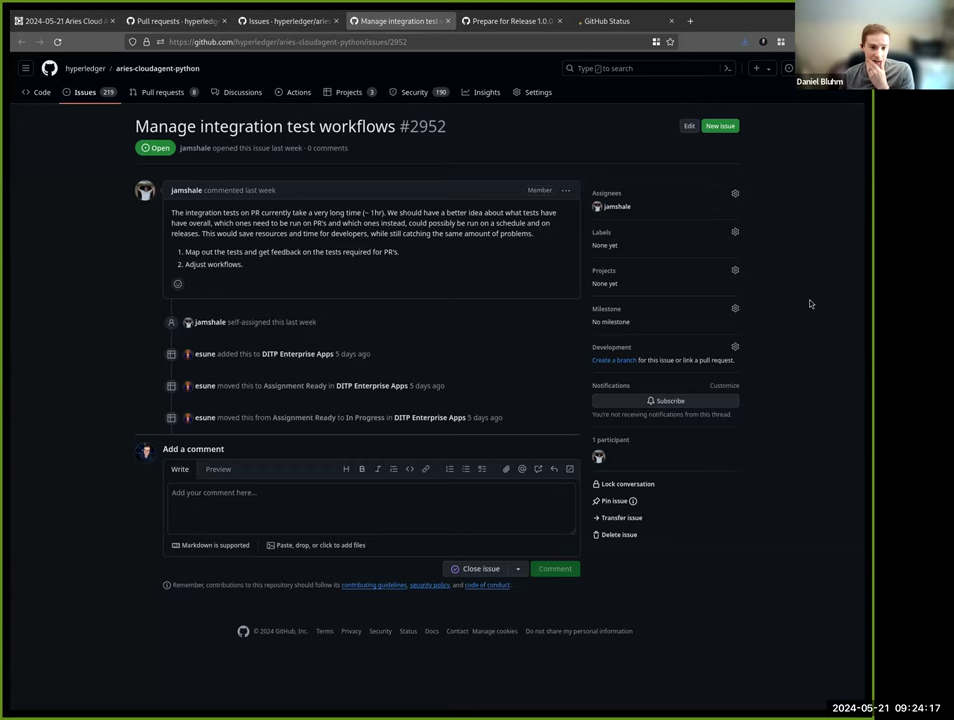 2024-05-21 Aries Cloud A
Pull requests · hyperledg
Issues · hyperledger/arie
Manage integration test
Prepare for Release 1.0.0
GitHub Status
https://github.com/hyperledger/aries-cloudagent-python/issues/2952
Daniel Bluhm
hyperledger / aries-cloudagent-python
Type / to search
Code
Issues 219
Pull requests 8
Discussions
Actions
Projects 3
Security 190
Insights
Settings
Manage integration test workflows #2952
Edit
New issue
Open
jamshale opened this issue last week · 0 comments
jamshale commented last week
Member
The integration tests on PR currently take a very long time (~ 1hr). We should have a better idea about what tests we
have overall, which ones need to be run on PR's and which ones instead, could possibly be run on a schedule and on
releases. This would save resources and time for developers, while still catching the same amount of problems.
1. Map out the tests and get feedback on the tests required for PR's.
2. Adjust workflows.
jamshale self-assigned this last week
esune added this to DITP Enterprise Apps 5 days ago
esune moved this to Assignment Ready in DITP Enterprise Apps 5 days ago
esune moved this from Assignment Ready to In Progress in DITP Enterprise Apps 5 days ago
Add a comment
Write
Preview
Add your comment here...
Markdown is supported
Paste, drop, or click to add files
Close issue
Comment
Remember, contributions to this repository should follow its contributing guidelines, security policy, and code of conduct.
Assignees
jamshale
Labels
None yet
Projects
None yet
Milestone
No milestone
Development
Create a branch for this issue or link a pull request.
Notifications
Customize
Subscribe
You're not receiving notifications from this thread.
1 participant
Lock conversation
Pin issue
Transfer issue
Delete issue
© 2024 GitHub, Inc.
Terms
Privacy
Security
Status
Docs
Contact
Manage cookies
Do not share my personal information
2024-05-21 09:24:17